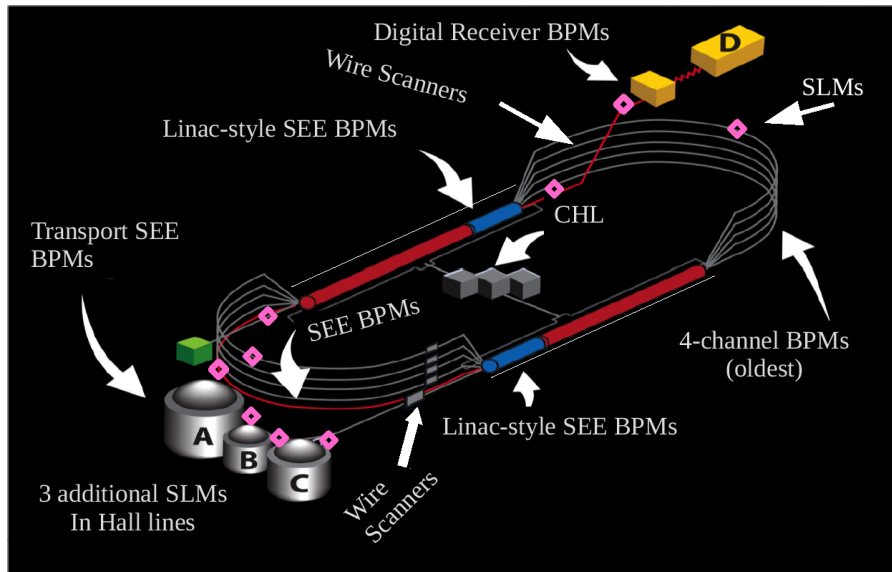 Digital Receiver BPMs
D
Wire Scanners
SLMs
Linac-style SEE BPMs
CHL
Transport SEE
BPMs
SEE BPMs
4-channel BPMs
(oldest)
A
B
C
Linac-style SEE BPMs
3 additional SLMs
In Hall lines
Wire
Scanners